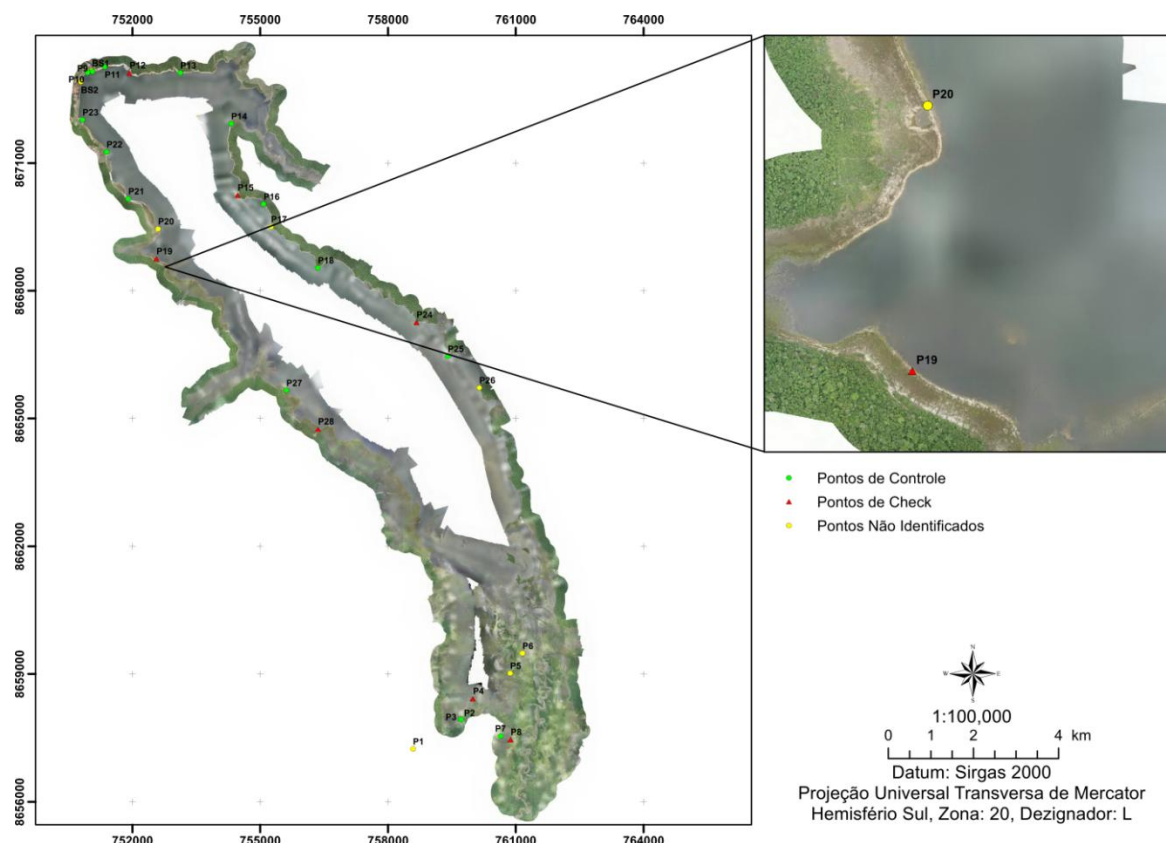 752000 755000 758000 761000 764000
P9 BS1 P12 P13
P10 P11
BS2
P23 P14
P22
P15 P16
P21
P20 P17
P19 P18
P24
P25
P26
P27
P28
P6
P5
P4
P3 P2
P7 P8
P1
8671000
8668000
8665000
8662000
8659000
8656000
752000 755000 758000 761000 764000
P20
P19
Pontos de Controle
Pontos de Check
Pontos Não Identificados
N
W E
S
1:100,000
0 1 2 4 km
Datum: Sirgas 2000
Projeção Universal Transversa de Mercator
Hemisfério Sul, Zona: 20, Dezignador: L